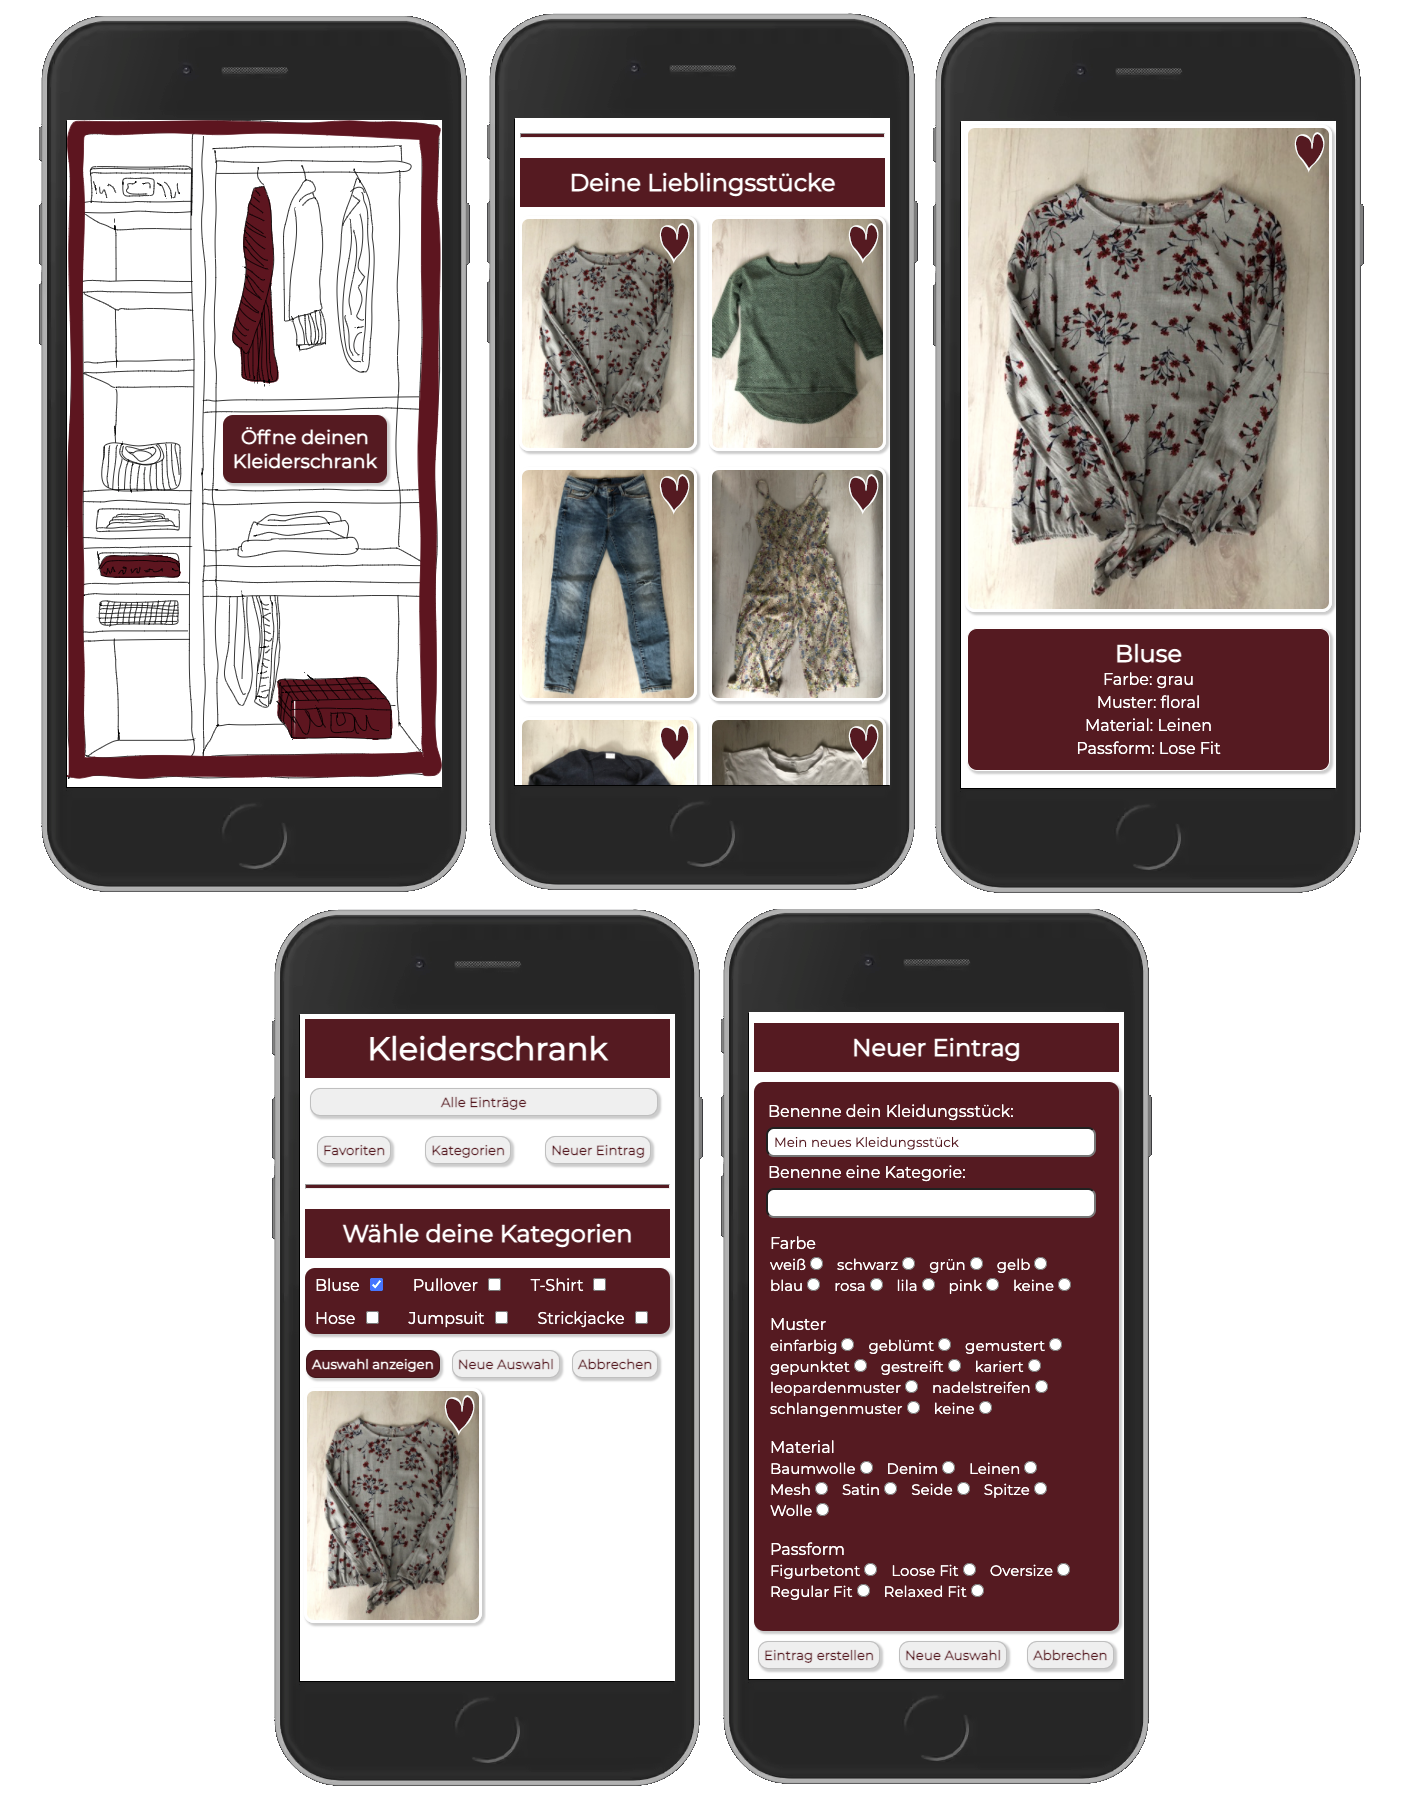 Öffne deinen
Kleiderschrank
Deine Lieblingsstücke
Bluse
Farbe: grau
Muster: floral
Material: Leinen
Passform: Lose Fit
Kleiderschrank
Alle Einträge
Favoriten Kategorien Neuer Eintrag
Wähle deine Kategorien
Bluse Pullover T-Shirt
Hose Jumpsuit Strickjacke
Auswahl anzeigen Neue Auswahl Abbrechen
Neuer Eintrag
Benenne dein Kleidungsstück:
Mein neues Kleidungsstück
Benenne eine Kategorie:
Farbe
weiß schwarz grün gelb
blau rosa lila pink keine
Muster
einfarbig geblümt gemustert
gepunktet gestreift kariert
leopardenmuster nadelstreifen
schlangenmuster keine
Material
Baumwolle Denim Leinen
Mesh Satin Seide Spitze
Wolle
Passform
Figurbetont Loose Fit Oversize
Regular Fit Relaxed Fit
Eintrag erstellen Neue Auswahl Abbrechen